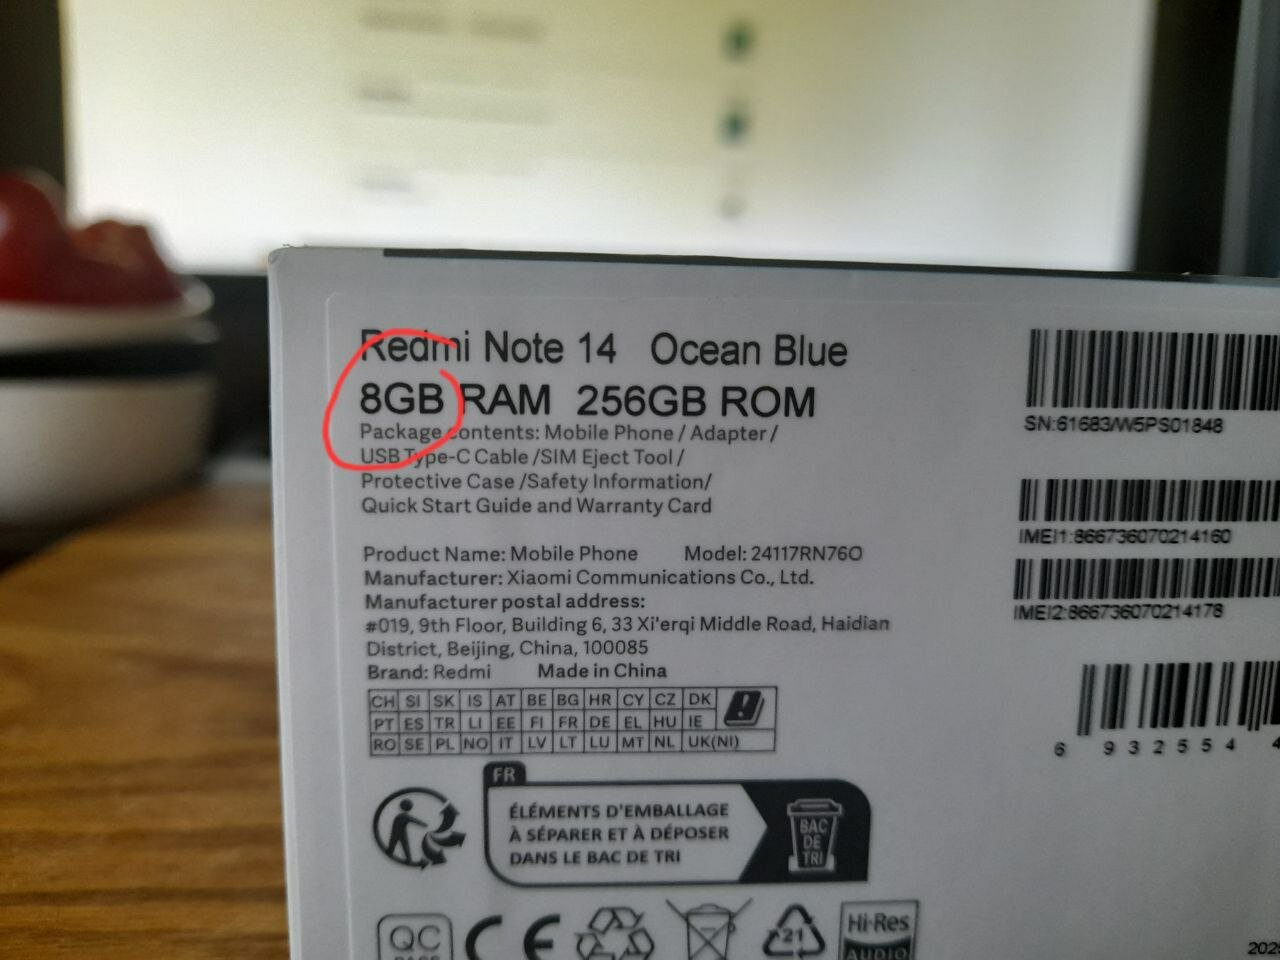 Redmi Note 14 Ocean Blue
8GB RAM 256GB ROM
Package Contents: Mobile Phone / Adapter /
USB Type-C Cable /SIM Eject Tool /
Protective Case /Safety Information/
Quick Start Guide and Warranty Card
Product Name: Mobile Phone Model: 24117RN76O
Manufacturer: Xiaomi Communications Co., Ltd.
Manufacturer postal address:
#019, 9th Floor, Building 6, 33 Xi'erqi Middle Road, Haidian
District, Beijing, China, 100085
Brand: Redmi Made in China
CH SI SK IS AT BE BG HR CY CZ DK
PT ES TR LI EE FI FR DE EL HU IE
RO SE PL NO IT LV LT LU MT NL UK(NI)
FR
ÉLÉMENTS D'EMBALLAGE
À SÉPARER ET À DÉPOSER
DANS LE BAC DE TRI
BAC
DE
TRI
QC
PASS
CE
21
Hi-Res
AUDIO
SN:61683/W5PS01848
IMEI1:866736070214160
IMEI2:866736070214178
6 932554 4